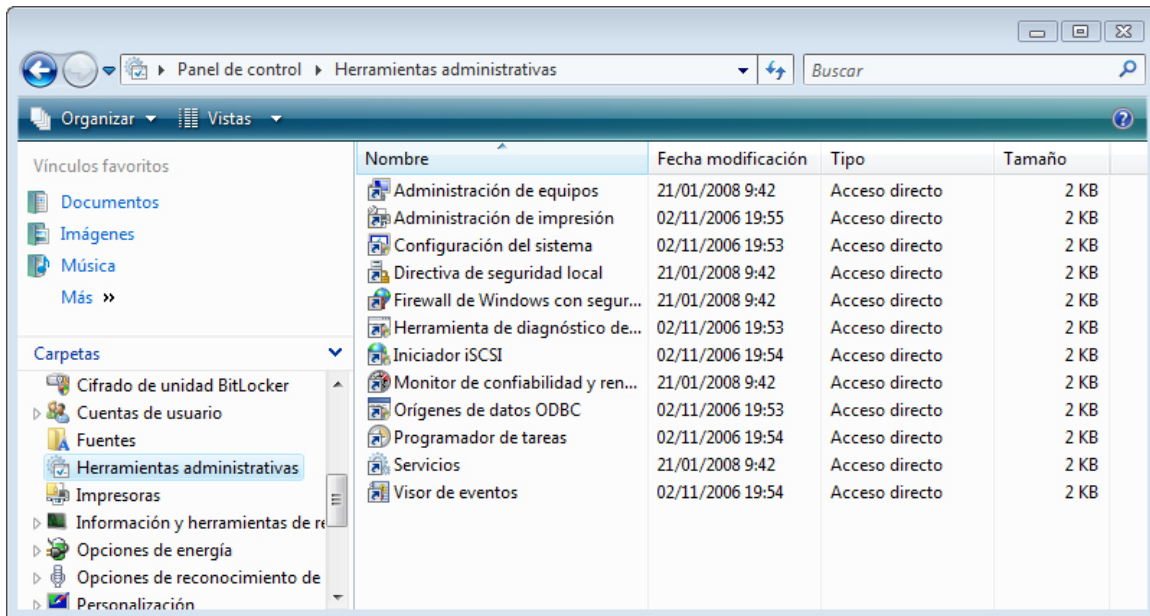 Panel de control Herramientas administrativas Buscar
Organizar Vistas
Vínculos favoritos
Documentos
Imágenes
Música
Más »
Carpetas
Cifrado de unidad BitLocker
Cuentas de usuario
Fuentes
Herramientas administrativas
Impresoras
Información y herramientas de re
Opciones de energía
Opciones de reconocimiento de
Personalización
Nombre Fecha modificación Tipo Tamaño
Administración de equipos 21/01/2008 9:42 Acceso directo 2 KB
Administración de impresión 02/11/2006 19:55 Acceso directo 2 KB
Configuración del sistema 02/11/2006 19:53 Acceso directo 2 KB
Directiva de seguridad local 21/01/2008 9:42 Acceso directo 2 KB
Firewall de Windows con segur... 21/01/2008 9:42 Acceso directo 2 KB
Herramienta de diagnóstico de... 02/11/2006 19:53 Acceso directo 2 KB
Iniciador iSCSI 02/11/2006 19:54 Acceso directo 2 KB
Monitor de confiabilidad y ren... 21/01/2008 9:42 Acceso directo 2 KB
Orígenes de datos ODBC 02/11/2006 19:53 Acceso directo 2 KB
Programador de tareas 02/11/2006 19:54 Acceso directo 2 KB
Servicios 21/01/2008 9:42 Acceso directo 2 KB
Visor de eventos 02/11/2006 19:54 Acceso directo 2 KB